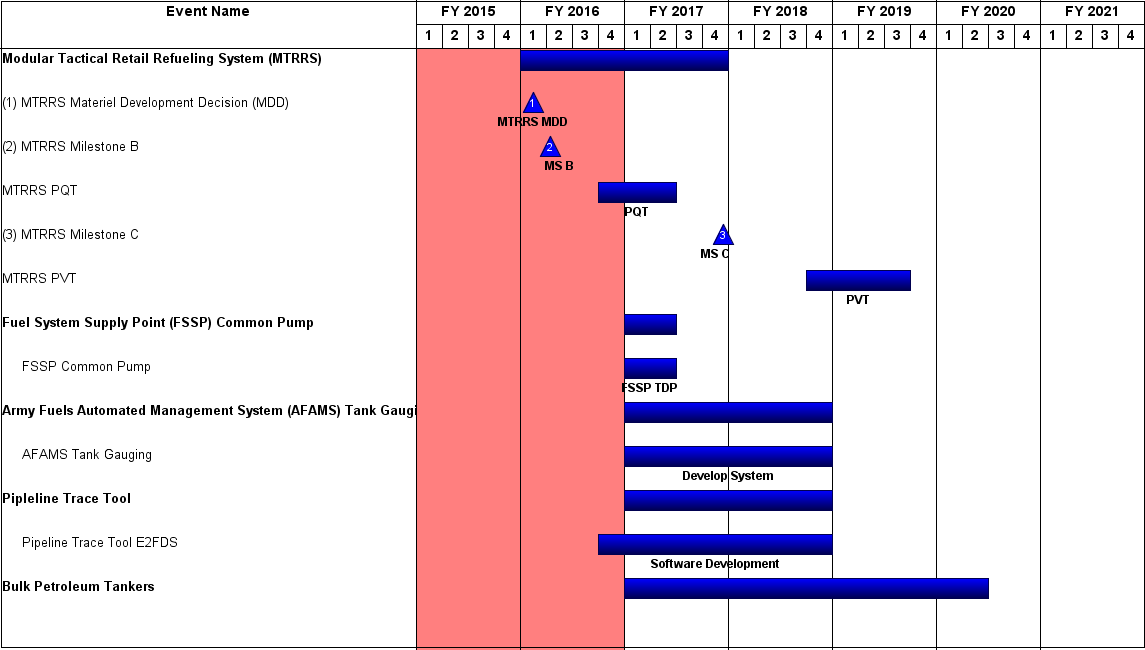 Event Name FY 2015 FY 2016 FY 2017 FY 2018 FY 2019 FY 2020 FY 2021
1 2 3 4 1 2 3 4 1 2 3 4 1 2 3 4 1 2 3 4 1 2 3 4 1 2 3 4
Modular Tactical Retail Refueling System (MTRRS)
(1) MTRRS Materiel Development Decision (MDD) 1
MTRRS MDD
(2) MTRRS Milestone B 2
MS B
MTRRS PQT
PQT
(3) MTRRS Milestone C 3
MS C
MTRRS PVT
PVT
Fuel System Supply Point (FSSP) Common Pump
FSSP Common Pump
FSSP TDP
Army Fuels Automated Management System (AFAMS) Tank Gaugi
AFAMS Tank Gauging
Develop System
Pipleline Trace Tool
Pipeline Trace Tool E2FDS
Software Development
Bulk Petroleum Tankers